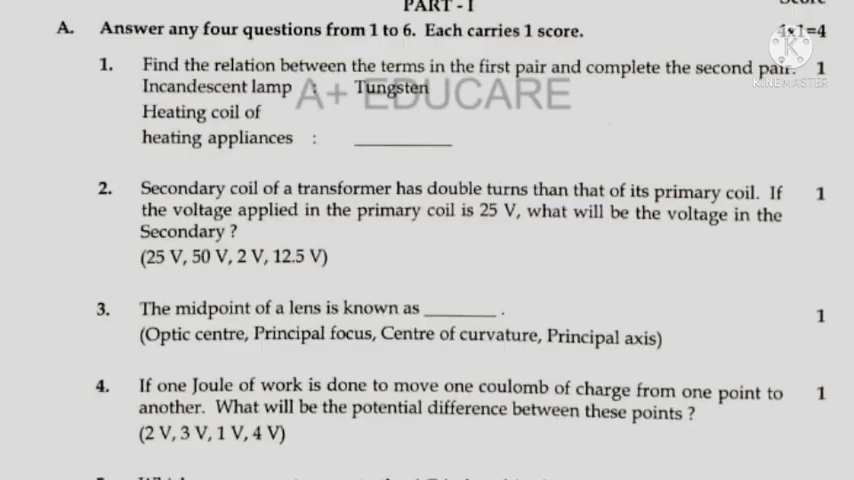 PART - I
A. Answer any four questions from 1 to 6. Each carries 1 score. 4x1=4
1. Find the relation between the terms in the first pair and complete the second pair. 1
Incandescent lamp : Tungsten
A+ EDUCARE
Heating coil of
heating appliances : __________
2. Secondary coil of a transformer has double turns than that of its primary coil. If 1
the voltage applied in the primary coil is 25 V, what will be the voltage in the
Secondary ?
(25 V, 50 V, 2 V, 12.5 V)
3. The midpoint of a lens is known as ________ . 1
(Optic centre, Principal focus, Centre of curvature, Principal axis)
4. If one Joule of work is done to move one coulomb of charge from one point to 1
another. What will be the potential difference between these points ?
(2 V, 3 V, 1 V, 4 V)
K
KINEMASTER